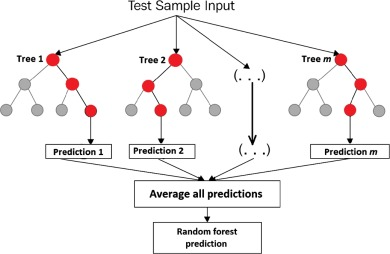 Test Sample Input
Tree 1
Tree 2
(. . .)
Tree m
Prediction 1
Prediction 2
(. . .)
Prediction m
Average all predictions
Random forest
prediction